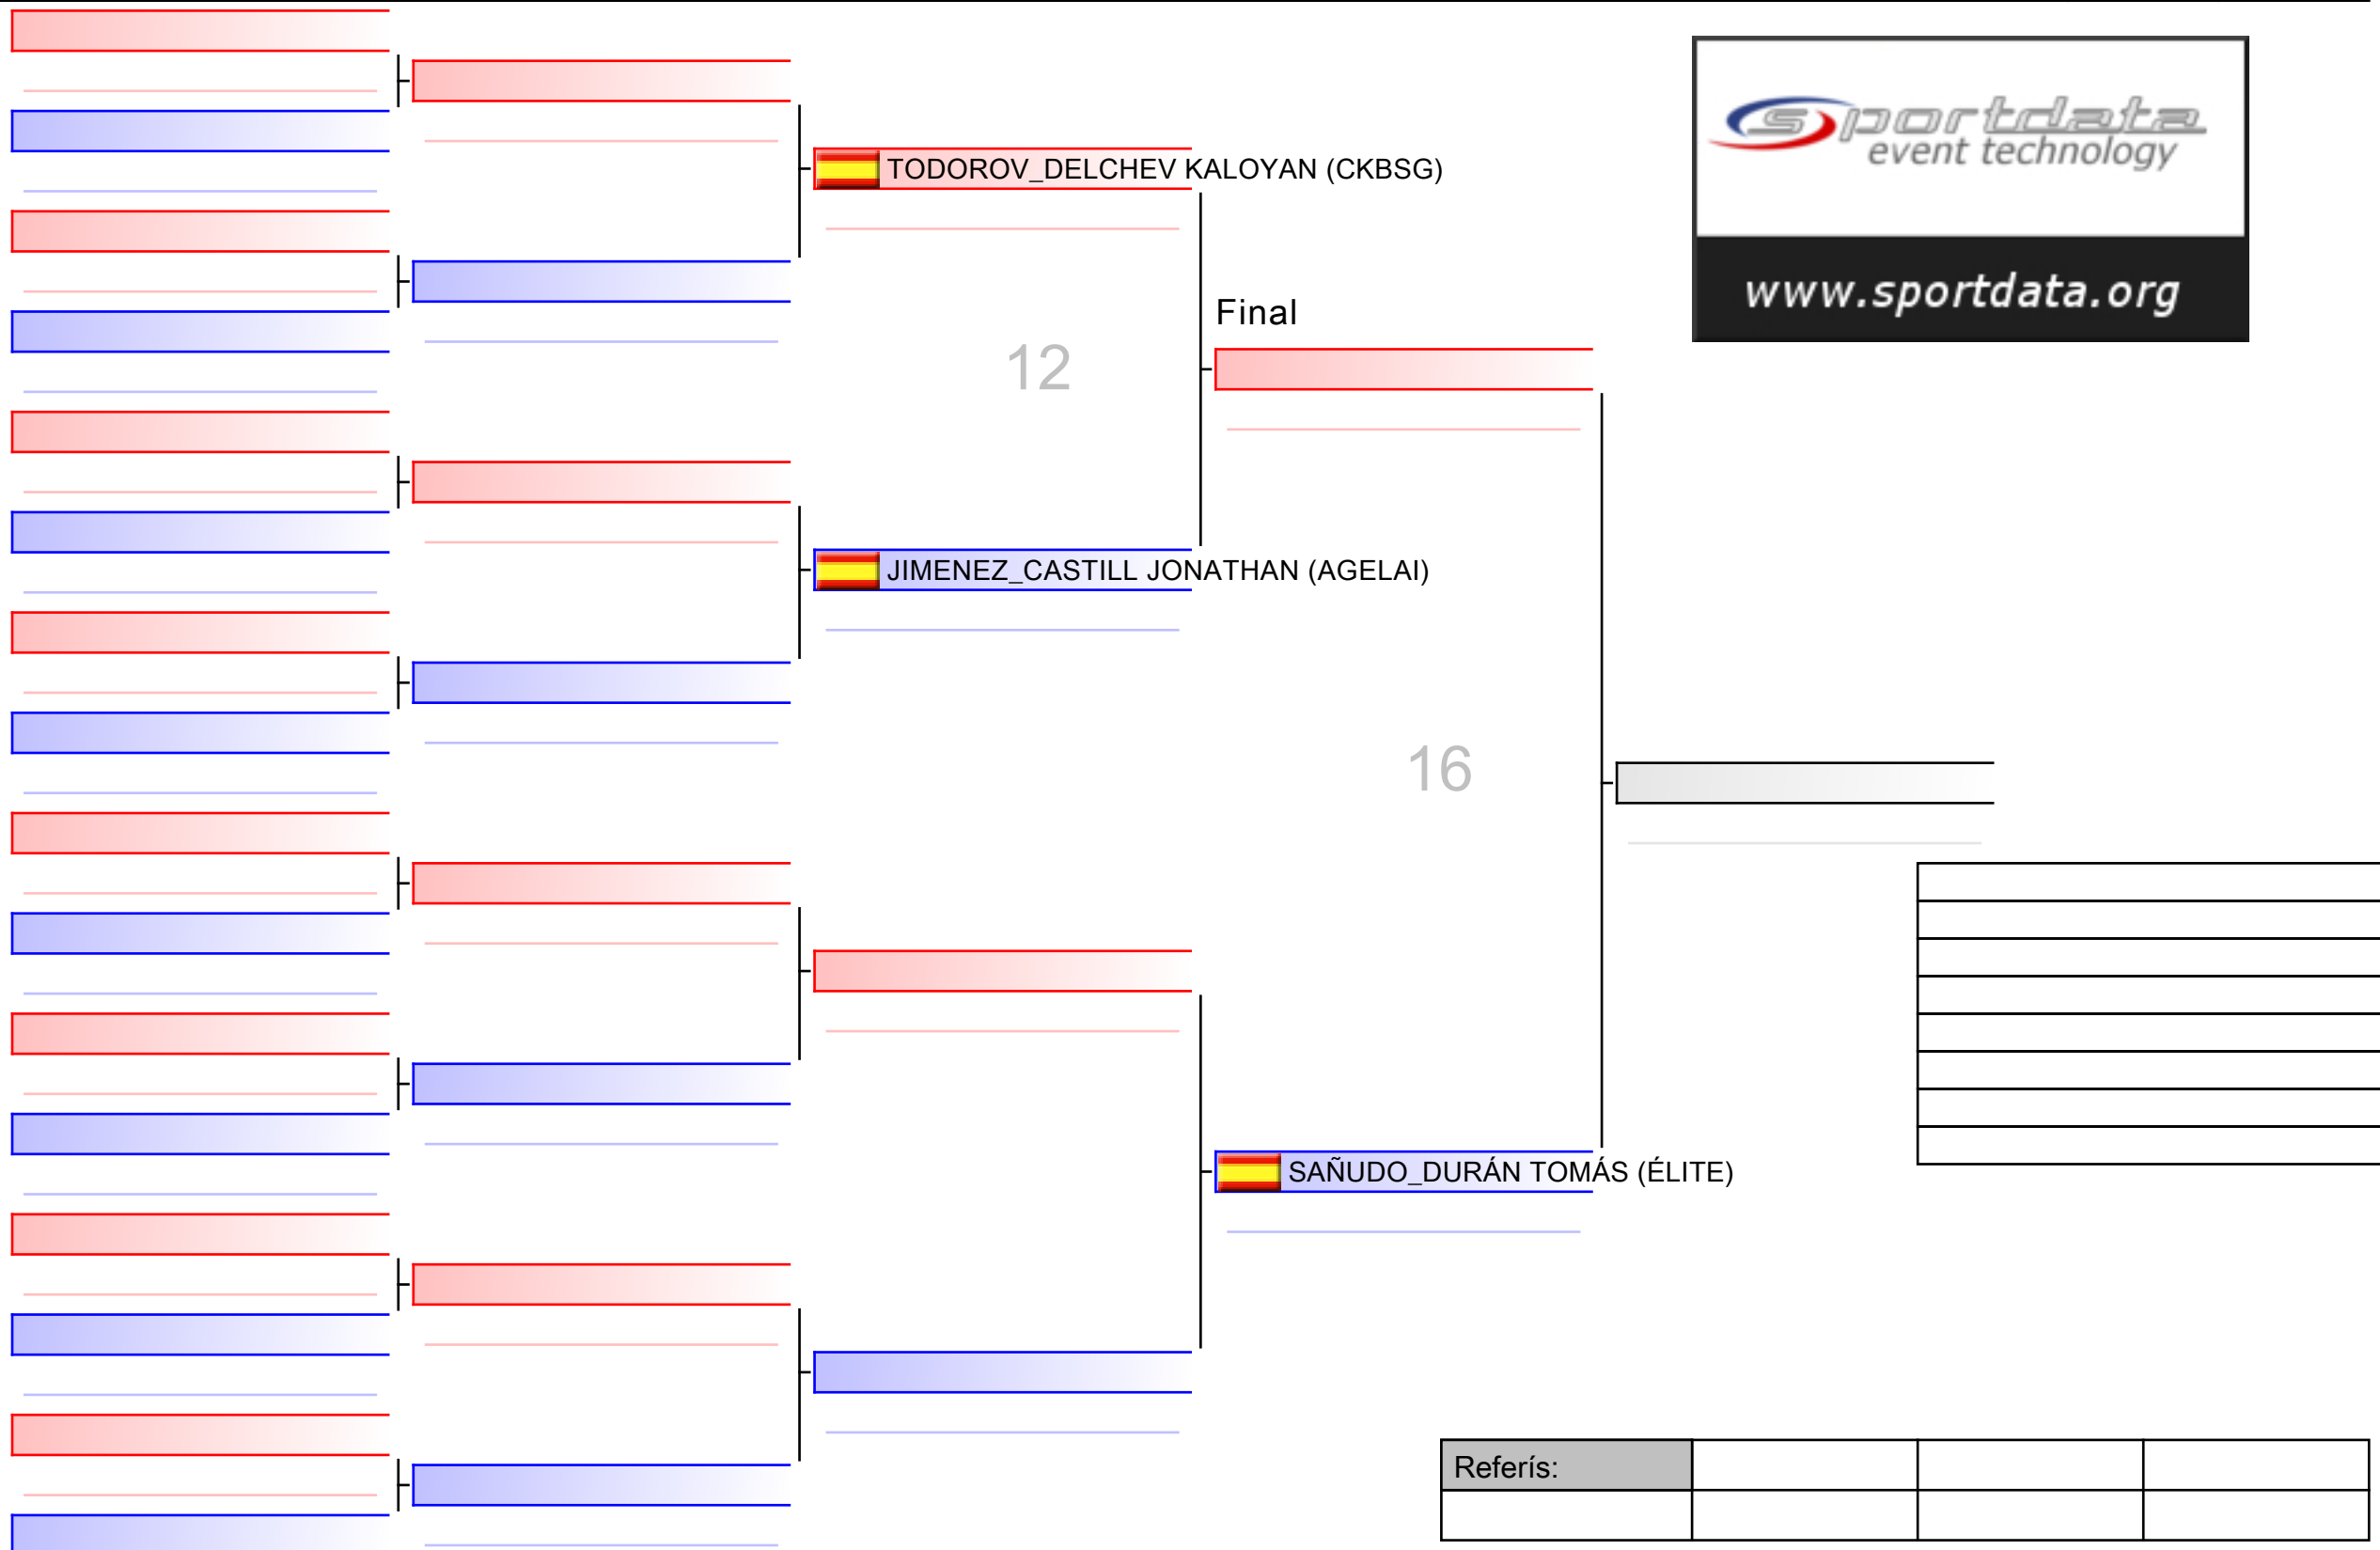 sportdata
event technology
www.sportdata.org
TODOROV_DELCHEV KALOYAN (CKBSG)
Final
12
JIMENEZ_CASTILL JONATHAN (AGELAI)
16
SAÑUDO_DURÁN TOMÁS (ÉLITE)
Referís: